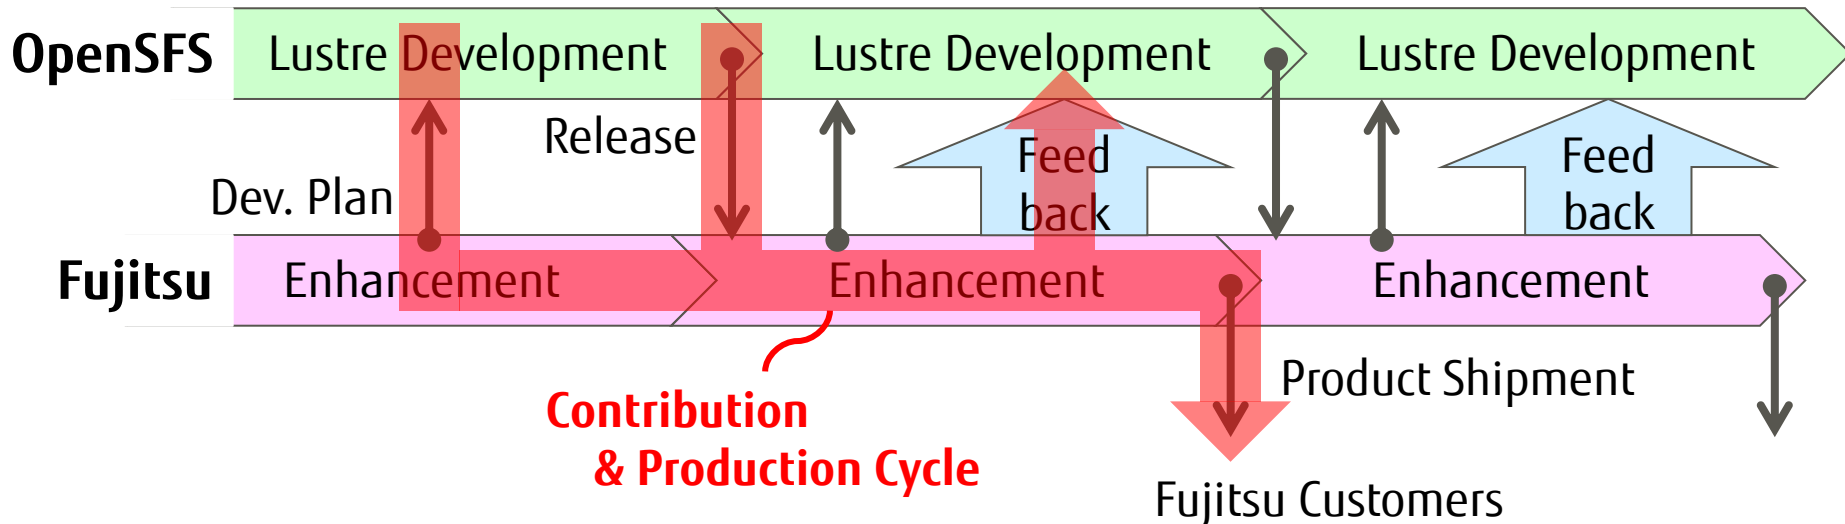 OpenSFS
Lustre Development
Lustre Development
Lustre Development
Release
Dev. Plan
Feed
back
Feed
back
Fujitsu
Enhancement
Enhancement
Enhancement
Product Shipment
Contribution
& Production Cycle
Fujitsu Customers